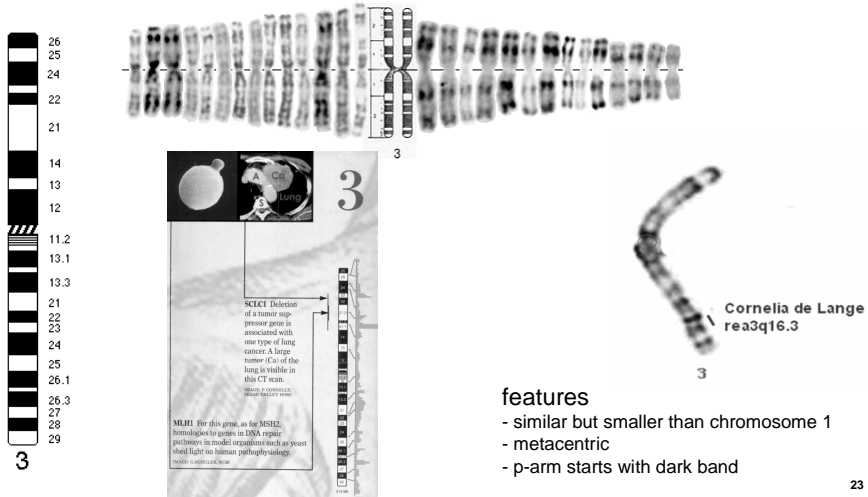 26
25
24
22
21
14
13
12
11.2
13.1
13.3
21
22
23
24
25
26.1
26.3
27
28
29
3
2
1
1
2
3
A
Ca
Lung
S
3
SCLC1 Deletion
of a tumor sup-
pressor gene is
associated with
one type of lung
cancer. A large
tumor (Ca) of the
lung is visible in
this CT scan.
MLH1 For this gene, as for MSH2,
homologies to genes in DNA repair
pathways in model organisms such as yeast
shed light on human pathophysiology.
Cornelia de Lange
rea3q16.3
3
features
- similar but smaller than chromosome 1
- metacentric
- p-arm starts with dark band
23